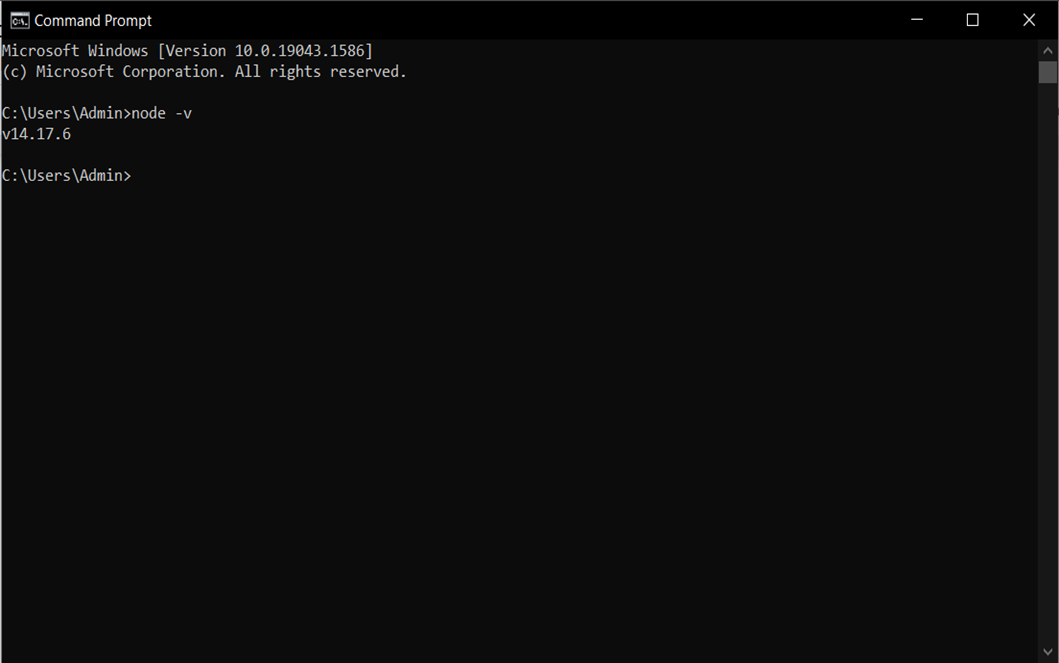 Command Prompt
Microsoft Windows [Version 10.0.19043.1586]
(c) Microsoft Corporation. All rights reserved.
C:\Users\Admin>node -v
v14.17.6
C:\Users\Admin>